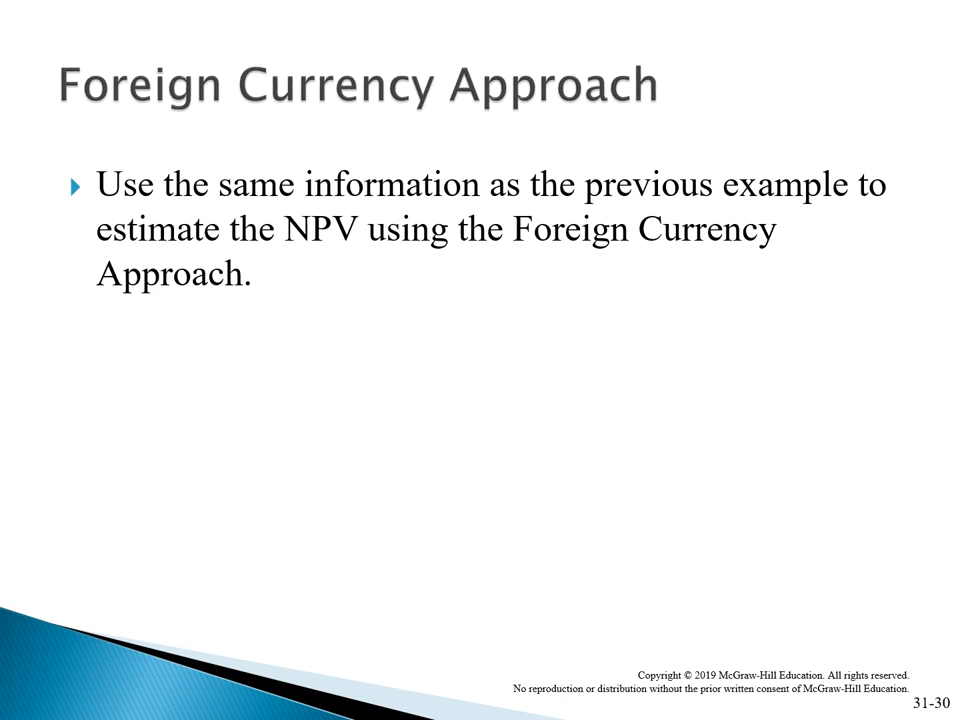 Foreign Currency Approach
Use the same information as the previous example to
estimate the NPV using the Foreign Currency
Approach.
Copyright © 2019 McGraw-Hill Education. All rights reserved.
No reproduction or distribution without the prior written consent of McGraw-Hill Education.
31-30